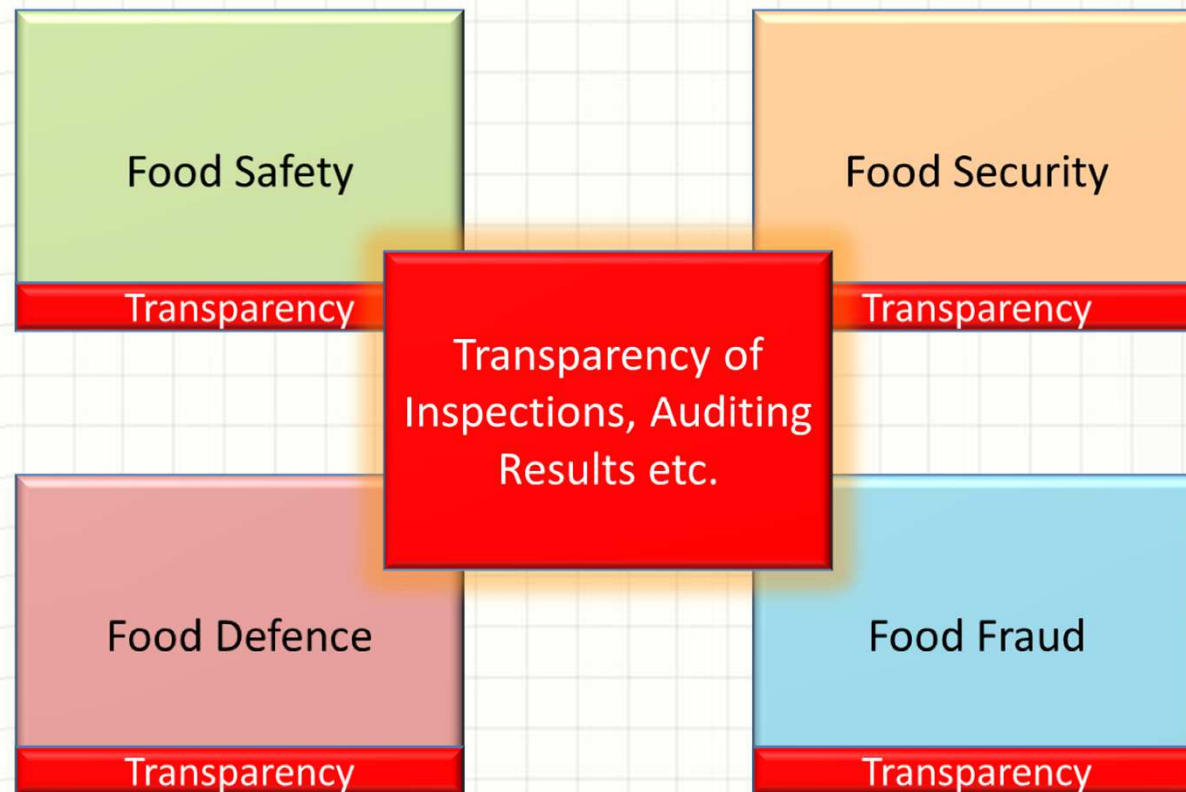 Food Safety
Transparency
Food Security
Transparency
Transparency of
Inspections, Auditing
Results etc.
Food Defence
Transparency
Food Fraud
Transparency